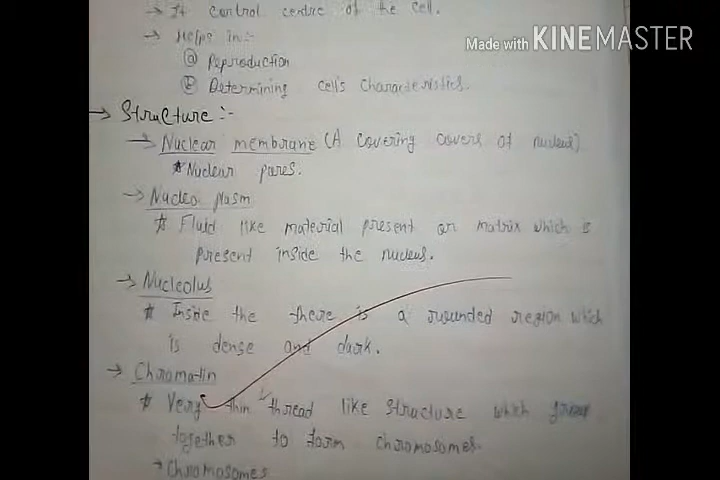 → It control centre of the cell.
Made with KINEMASTER
→ Helps in:-
ⓐ Reproduction
ⓑ Determining cell's characteristics.
→ Structure :-
→ Nuclear membrane (A covering covers of nucleus)
* Nuclear pores.
→ Nucleo plasm
* Fluid like material present or matrix which is
present inside the nucleus.
→ Nucleolus
* Inside the there is a rounded region which
is dense and dark.
→ Chromatin
* Very thin thread like structure which
together to form chromosomes.
→ Chromosomes